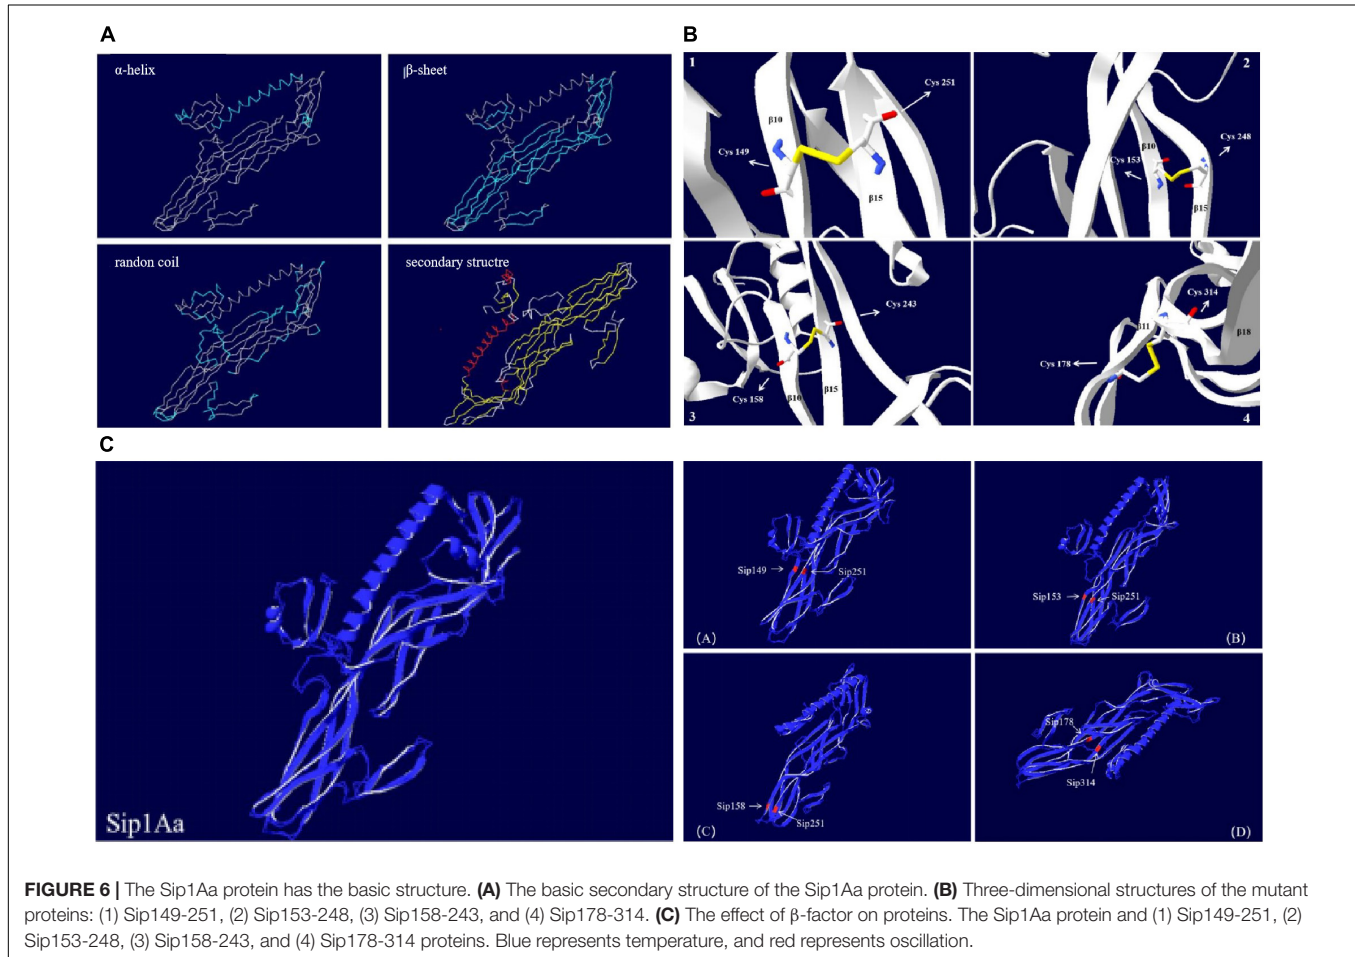 A
α-helix
β-sheet
randon coil
secondary structre
B
1
Cys 251
β10
Cys 149
β15
2
Cys 248
β10
Cys 153
β15
Cys 243
Cys 158
β15
β10
3
Cys 314
β11
β18
Cys 178
4
C
Sip1Aa
Sip149
Sip251
(A)
Sip153
Sip251
(B)
Sip158
Sip251
(C)
Sip178
Sip314
(D)
FIGURE 6 | The Sip1Aa protein has the basic structure. (A) The basic secondary structure of the Sip1Aa protein. (B) Three-dimensional structures of the mutant
proteins: (1) Sip149-251, (2) Sip153-248, (3) Sip158-243, and (4) Sip178-314. (C) The effect of β-factor on proteins. The Sip1Aa protein and (1) Sip149-251, (2)
Sip153-248, (3) Sip158-243, and (4) Sip178-314 proteins. Blue represents temperature, and red represents oscillation.